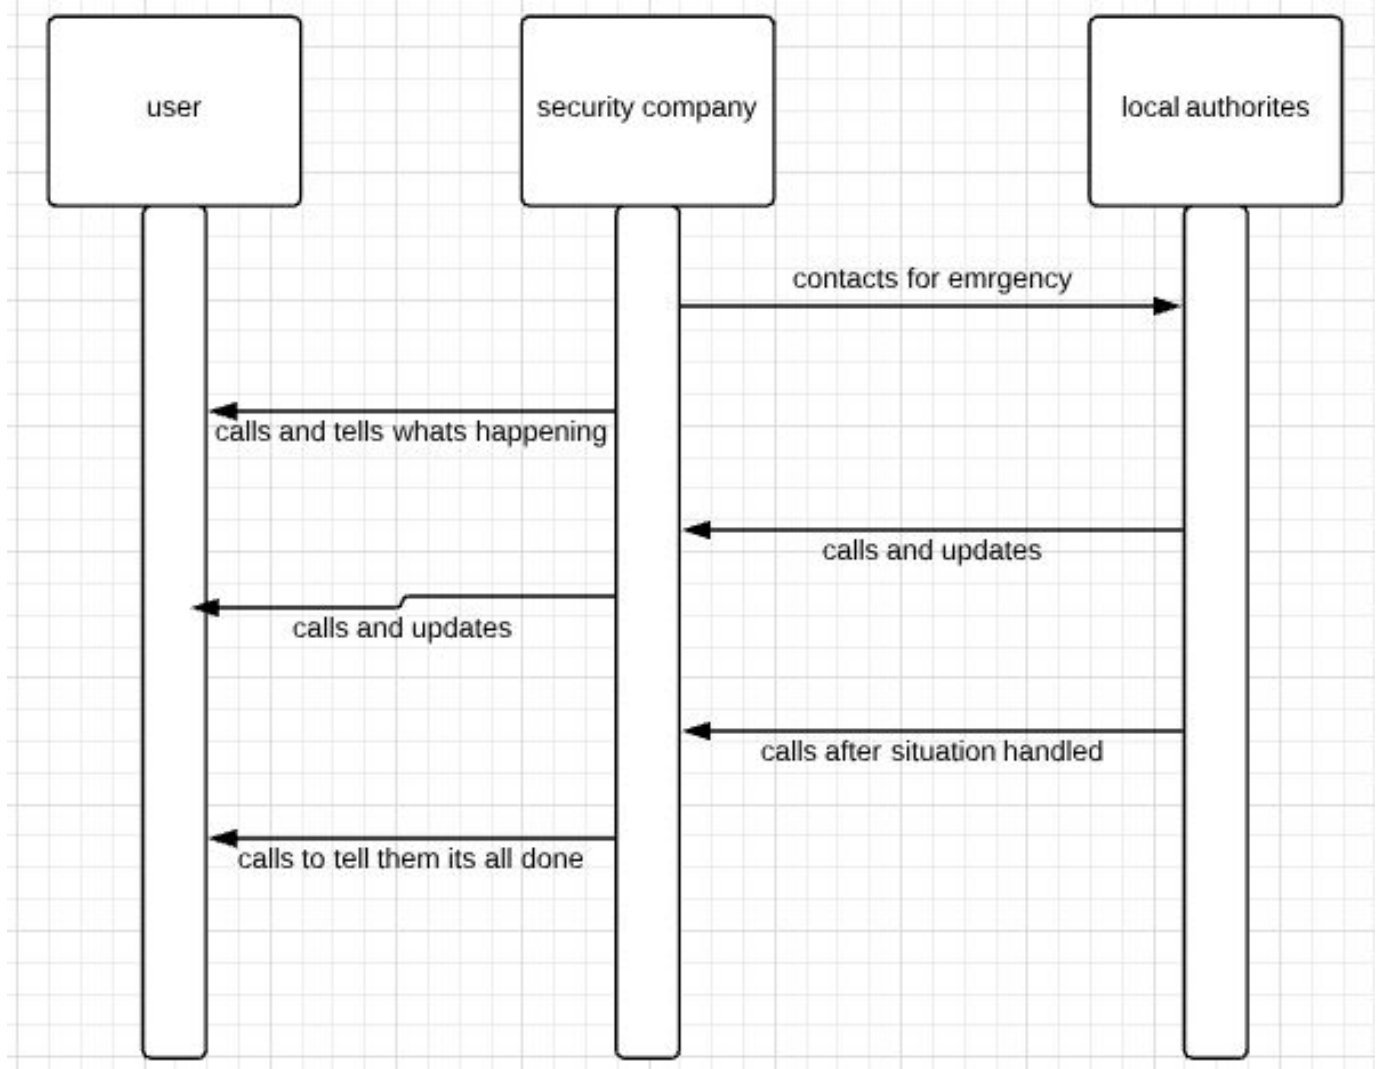 user
security company
local authorites
contacts for emrgency
calls and tells whats happening
calls and updates
calls and updates
calls after situation handled
calls to tell them its all done